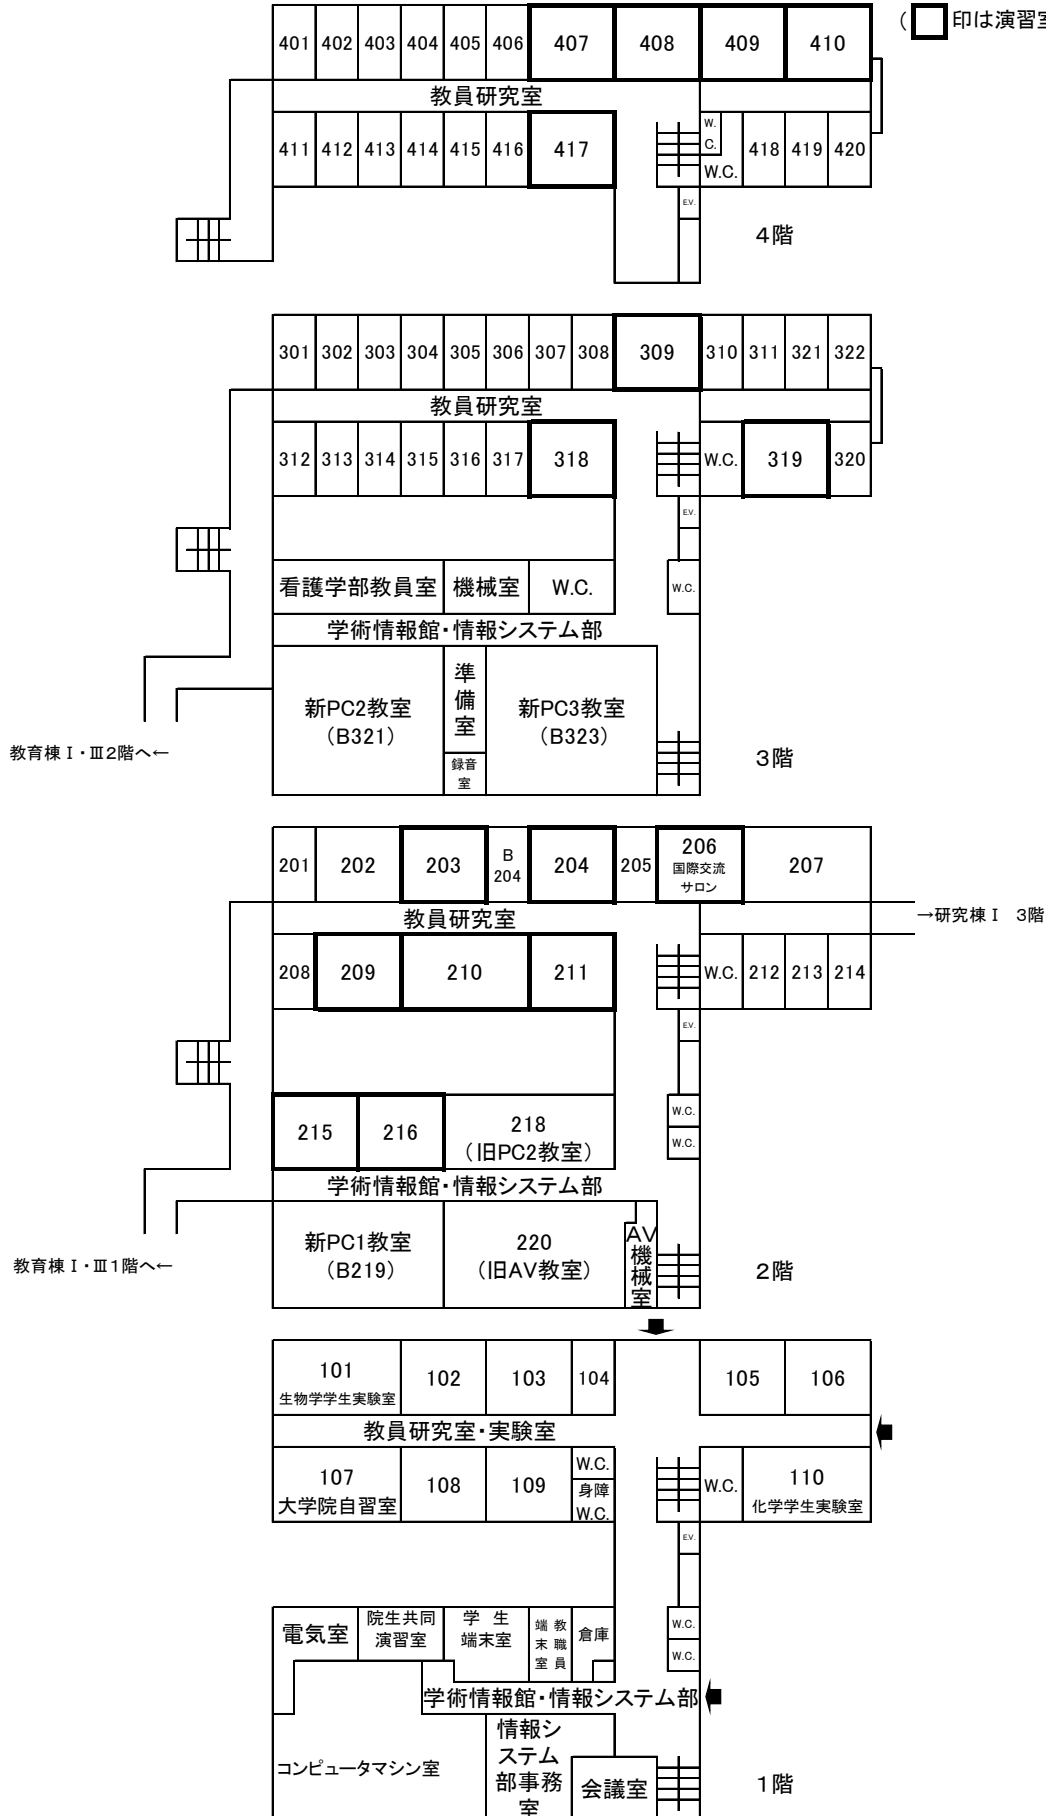 401 402 403 404 405 406 407 408 409 410
（ 印は演習室
教員研究室
411 412 413 414 415 416 417
W.
C.
W.C.
418 419 420
E.V.
4階
301 302 303 304 305 306 307 308 309 310 311 321 322
教員研究室
312 313 314 315 316 317 318 W.C. 319 320
E.V.
看護学部教員室 機械室 W.C. W.C.
学術情報館・情報システム部
新PC2教室
（B321）
準
備
室
録音
室
新PC3教室
（B323）
教育棟Ⅰ・Ⅲ2階へ←
3階
201 202 203
B
204
204 205
206
国際交流
サロン
207
教員研究室
→研究棟Ⅰ 3階
208 209 210 211 W.C. 212 213 214
E.V.
215 216
218
（旧PC2教室）
W.C.
W.C.
学術情報館・情報システム部
新PC1教室
（B219）
220
（旧AV教室）
AV
機
械
室
教育棟Ⅰ・Ⅲ1階へ←
2階
101
生物学学生実験室
102 103 104 105 106
教員研究室・実験室
107
大学院自習室
108 109
W.C.
身障
W.C.
W.C.
110
化学学生実験室
E.V.
電気室
院生共同
演習室
学 生
端末室
端 教
末 職
室 員
倉庫
W.C.
W.C.
学術情報館・情報システム部
コンピュータマシン室
情報シ
ステム
部事務
室
会議室
1階